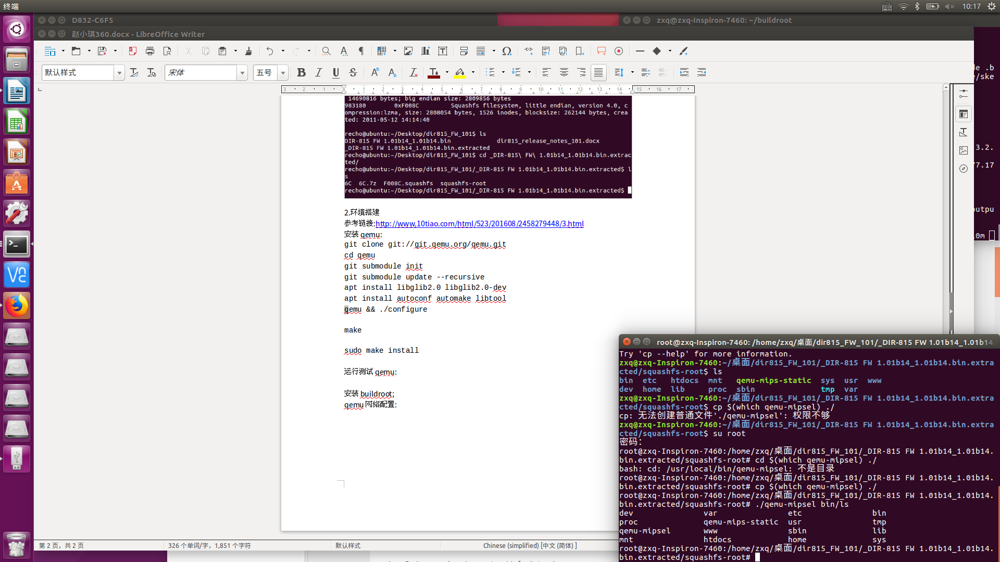 终端
10:17
D832-C6F5
zxq@zxq-Inspiron-7460: ~/buildroot
赵小琪360.docx - LibreOffice Writer
默认样式
宋体
五号
3 2 1 1 2 3 4 5 6 7 8 9 10 11 12 13 14 15 16 17
14690816 bytes; big endian size: 2809856 bytes
983180        0xF008C         Squashfs filesystem, little endian, version 4.0, c
ompression:lzma, size: 2808054 bytes, 1526 inodes, blocksize: 262144 bytes, crea
ted: 2011-05-12 14:14:40
recho@ubuntu:~/Desktop/dir815_FW_101$ ls
DIR-815 FW 1.01b14_1.01b14.bin             dir815_release_notes_101.docx
_DIR-815 FW 1.01b14_1.01b14.bin.extracted
recho@ubuntu:~/Desktop/dir815_FW_101$ cd _DIR-815\ FW\ 1.01b14_1.01b14.bin.extrac
ted/
recho@ubuntu:~/Desktop/dir815_FW_101/_DIR-815 FW 1.01b14_1.01b14.bin.extracted$ l
s
6C  6C.7z  F008C.squashfs  squashfs-root
recho@ubuntu:~/Desktop/dir815_FW_101/_DIR-815 FW 1.01b14_1.01b14.bin.extracted$
2.环境搭建
参考链接:http://www.10tiao.com/html/523/201608/2458279448/3.html
安装 qemu:
git clone git://git.qemu.org/qemu.git
cd qemu
git submodule init
git submodule update --recursive
apt install libglib2.0 libglib2.0-dev
apt install autoconf automake libtool
qemu && ./configure
make
sudo make install
运行测试 qemu:
安装 buildroot;
qemu 网络配置:
第 2 页，共 2 页
326 个单词/字，1,851 个字符
默认样式
Chinese (simplified) [中文 (简体) ]
le .b
/ske
3.2.
77.17
outpu
.0m
root@zxq-Inspiron-7460: /home/zxq/桌面/dir815_FW_101/_DIR-815 FW 1.01b14_1.01b14.
Try 'cp --help' for more information.
zxq@zxq-Inspiron-7460:~/桌面/dir815_FW_101/_DIR-815 FW 1.01b14_1.01b14.bin.extra
cted/squashfs-root$ ls
bin  etc   htdocs  mnt   qemu-mips-static  sys  usr  www
dev  home  lib     proc  sbin              tmp  var
zxq@zxq-Inspiron-7460:~/桌面/dir815_FW_101/_DIR-815 FW 1.01b14_1.01b14.bin.extra
cted/squashfs-root$ cp $(which qemu-mipsel) ./
cp: 无法创建普通文件'./qemu-mipsel': 权限不够
zxq@zxq-Inspiron-7460:~/桌面/dir815_FW_101/_DIR-815 FW 1.01b14_1.01b14.bin.extra
cted/squashfs-root$ su root
密码:
root@zxq-Inspiron-7460:/home/zxq/桌面/dir815_FW_101/_DIR-815 FW 1.01b14_1.01b14.
bin.extracted/squashfs-root# cd $(which qemu-mipsel) ./
bash: cd: /usr/local/bin/qemu-mipsel: 不是目录
root@zxq-Inspiron-7460:/home/zxq/桌面/dir815_FW_101/_DIR-815 FW 1.01b14_1.01b14.
bin.extracted/squashfs-root# cp $(which qemu-mipsel) ./
root@zxq-Inspiron-7460:/home/zxq/桌面/dir815_FW_101/_DIR-815 FW 1.01b14_1.01b14.
bin.extracted/squashfs-root# ./qemu-mipsel bin/ls
dev               var               etc               bin
proc              qemu-mips-static  usr               tmp
qemu-mipsel       www               sbin              lib
mnt               htdocs            home              sys
root@zxq-Inspiron-7460:/home/zxq/桌面/dir815_FW_101/_DIR-815 FW 1.01b14_1.01b14.
bin.extracted/squashfs-root#